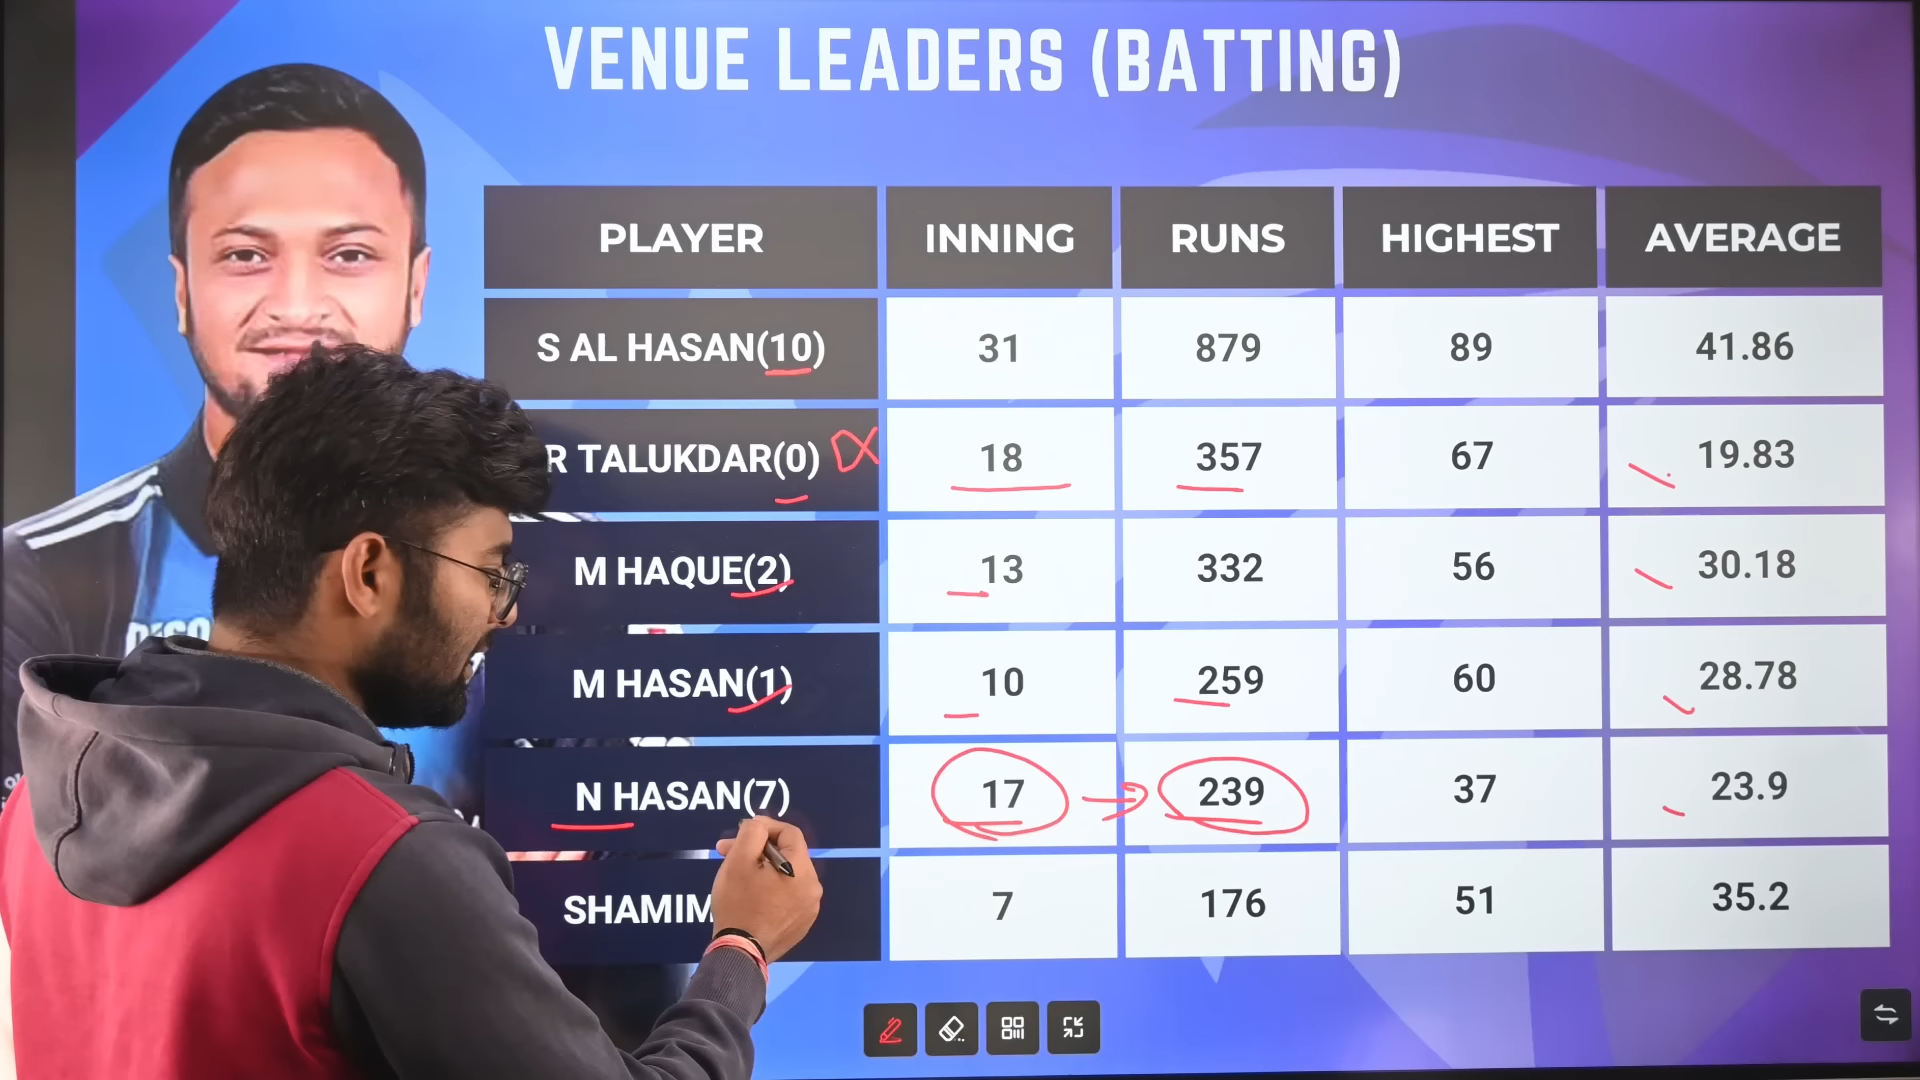 VENUE LEADERS (BATTING)
PLAYER INNING RUNS HIGHEST AVERAGE
S AL HASAN(10) 31 879 89 41.86
R TALUKDAR(0) 18 357 67 19.83
M HAQUE(2) 13 332 56 30.18
M HASAN(1) 10 259 60 28.78
N HASAN(7) 17 239 37 23.9
SHAMIM 7 176 51 35.2